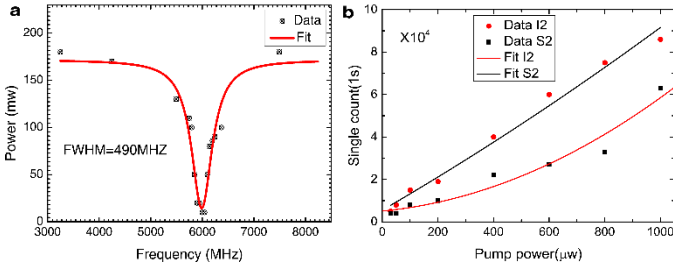 a
Data
Fit
200
150
100
50
0
Power (mw)
FWHM=490MHZ
3000
4000
5000
6000
7000
8000
Frequency (MHz)
b
X10⁴
Data I2
Data S2
Fit I2
Fit S2
10
8
6
4
2
0
Single count(1s)
0
200
400
600
800
1000
Pump power(μw)